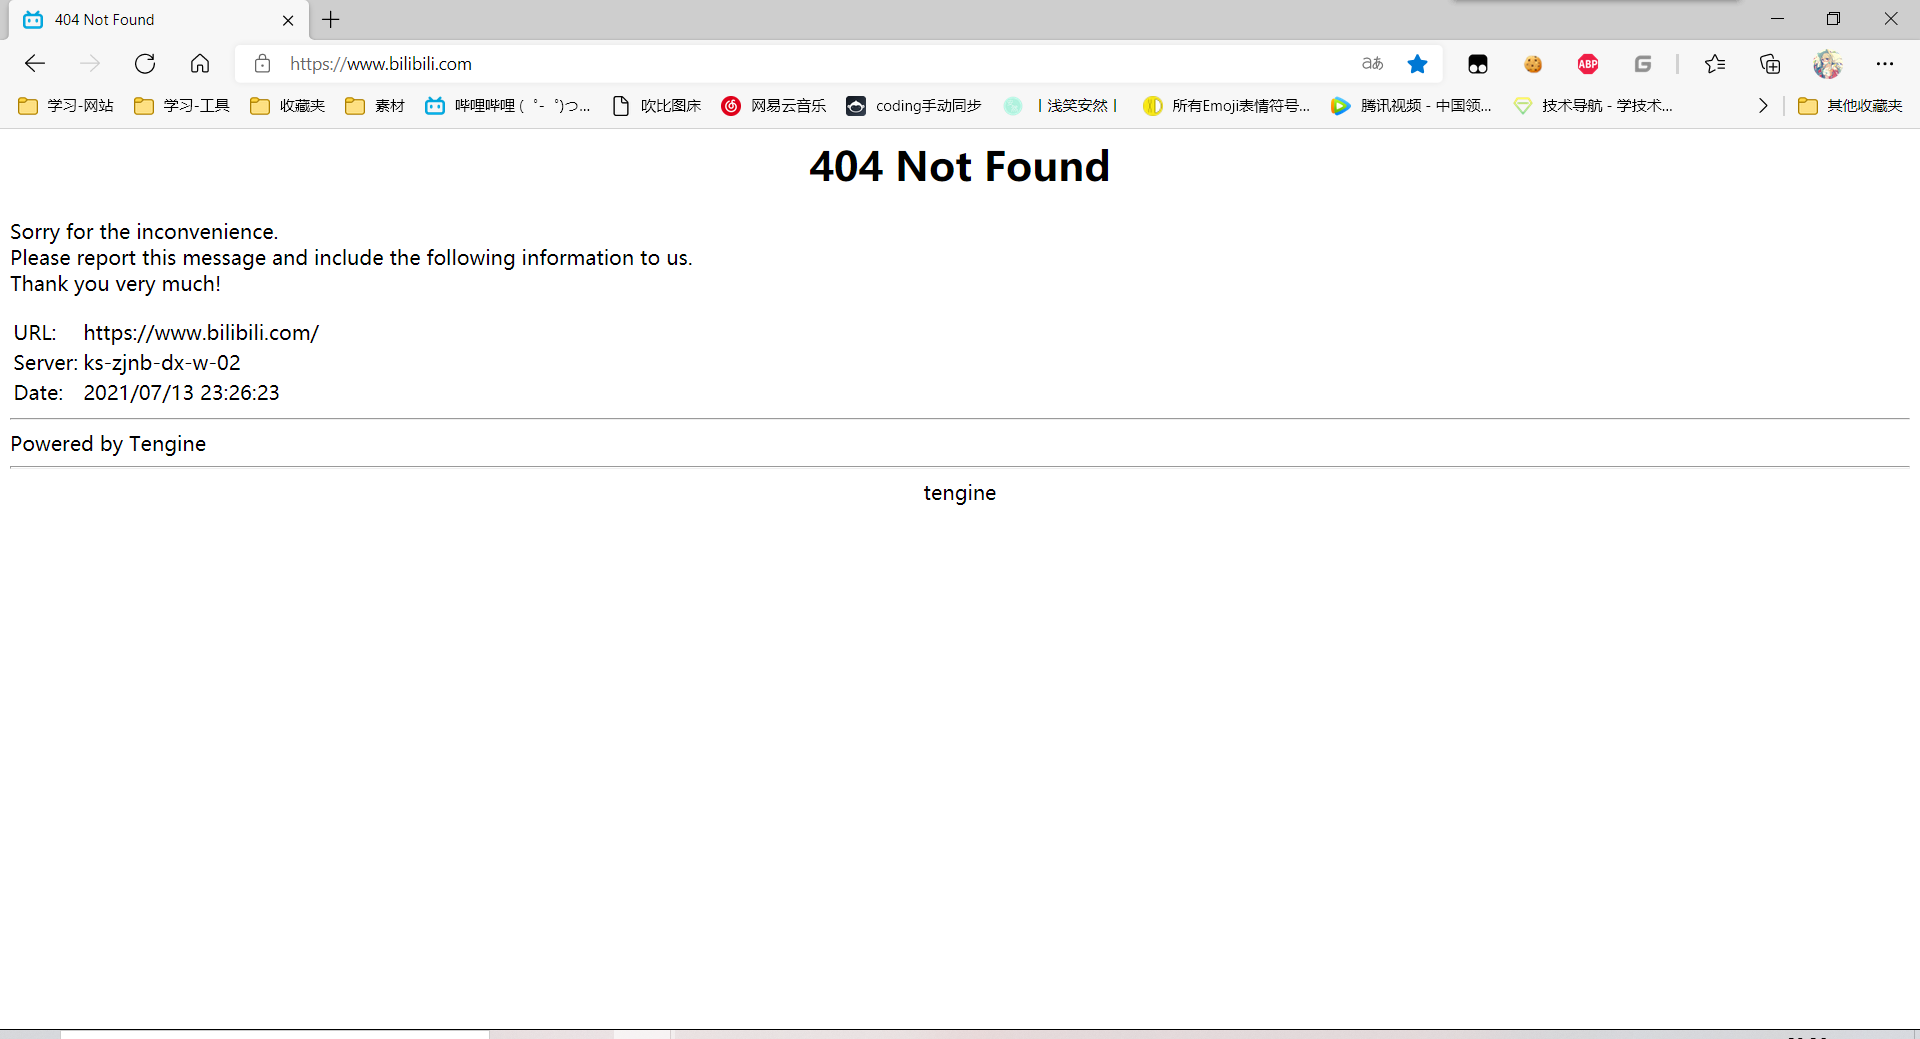 404 Not Found
https://www.bilibili.com
aあ
ABP
G
学习-网站 学习-工具 收藏夹 素材 哔哩哔哩 (゜-゜)つ... 吹比图床 网易云音乐 coding手动同步 | 浅笑安然 | 所有Emoji表情符号... 腾讯视频 - 中国领... 技术导航 - 学技术... 其他收藏夹
404 Not Found
Sorry for the inconvenience.
Please report this message and include the following information to us.
Thank you very much!
URL: https://www.bilibili.com/
Server: ks-zjnb-dx-w-02
Date: 2021/07/13 23:26:23
Powered by Tengine
tengine